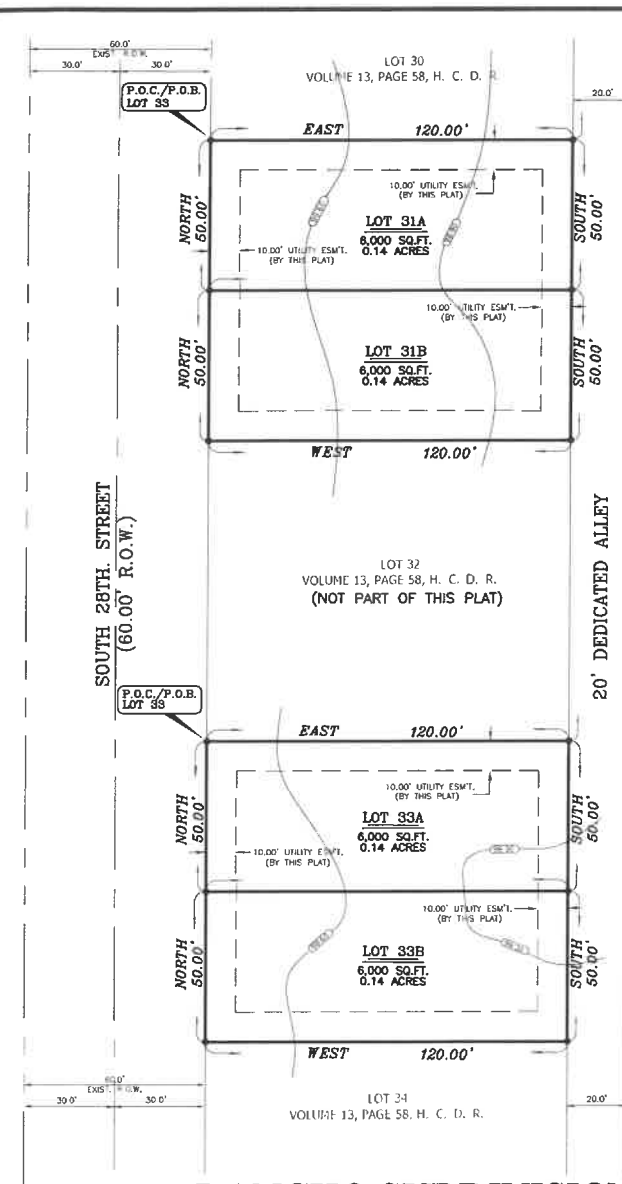 60.0'
EXIST. R.O.W.
30.0' 30.0'
LOT 30
VOLUME 13, PAGE 58, H. C. D. R.
20.0'
P.O.C./P.O.B.
LOT 33
EAST 120.00'
10.00' UTILITY ESM'T.
(BY THIS PLAT)
NORTH
50.00'
LOT 31A
6,000 SQ.FT.
0.14 ACRES
SOUTH
50.00'
10.00' UTILITY ESM'T.
(BY THIS PLAT)
10.00' UTILITY ESM'T.
(BY THIS PLAT)
NORTH
50.00'
LOT 31B
6,000 SQ.FT.
0.14 ACRES
SOUTH
50.00'
WEST 120.00'
SOUTH 28TH. STREET
(60.00' R.O.W.)
LOT 32
VOLUME 13, PAGE 58, H. C. D. R.
(NOT PART OF THIS PLAT)
20' DEDICATED ALLEY
P.O.C./P.O.B.
LOT 33
EAST 120.00'
10.00' UTILITY ESM'T.
(BY THIS PLAT)
NORTH
50.00'
LOT 33A
6,000 SQ.FT.
0.14 ACRES
SOUTH
50.00'
10.00' UTILITY ESM'T.
(BY THIS PLAT)
10.00' UTILITY ESM'T.
(BY THIS PLAT)
NORTH
50.00'
LOT 33B
6,000 SQ.FT.
0.14 ACRES
SOUTH
50.00'
WEST 120.00'
60.0'
EXIST. R.O.W.
30.0' 30.0'
LOT 34
VOLUME 13, PAGE 58, H. C. D. R.
20.0'